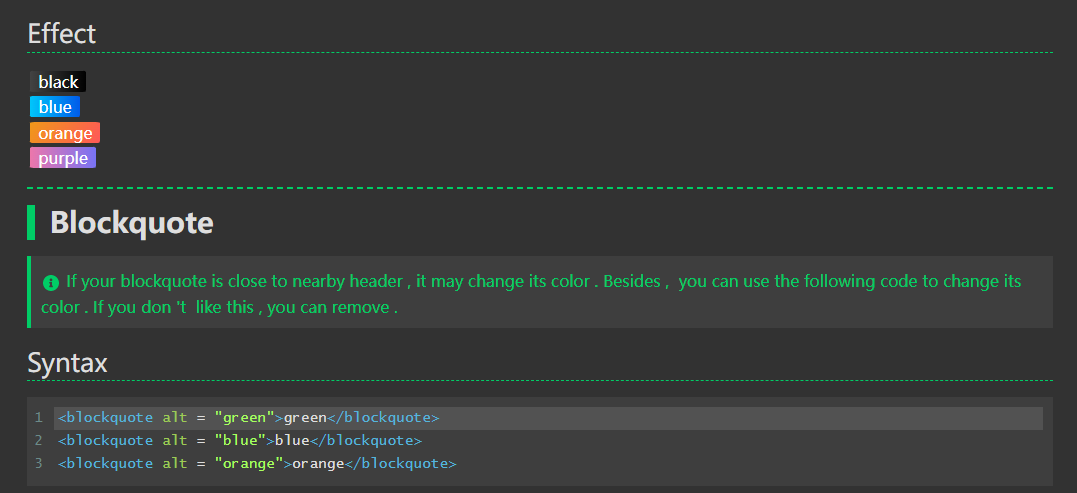 Effect
black
blue
orange
purple
Blockquote
If your blockquote is close to nearby header , it may change its color . Besides ,  you can use the following code to change its
color . If you don 't  like this , you can remove .
Syntax
1 <blockquote alt = "green">green</blockquote>
2 <blockquote alt = "blue">blue</blockquote>
3 <blockquote alt = "orange">orange</blockquote>